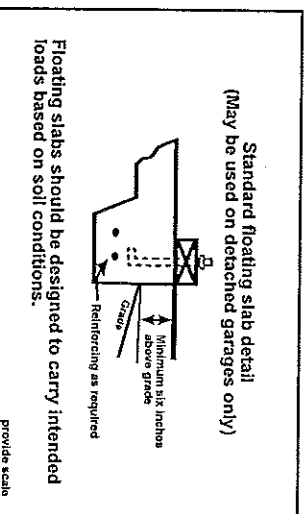 Standard floating slab detail
(May be used on detached garages only)
Minimum six inches
above grade
Grade
Reinforcing as required
Floating slabs should be designed to carry intended
loads based on soil conditions.
provide scale